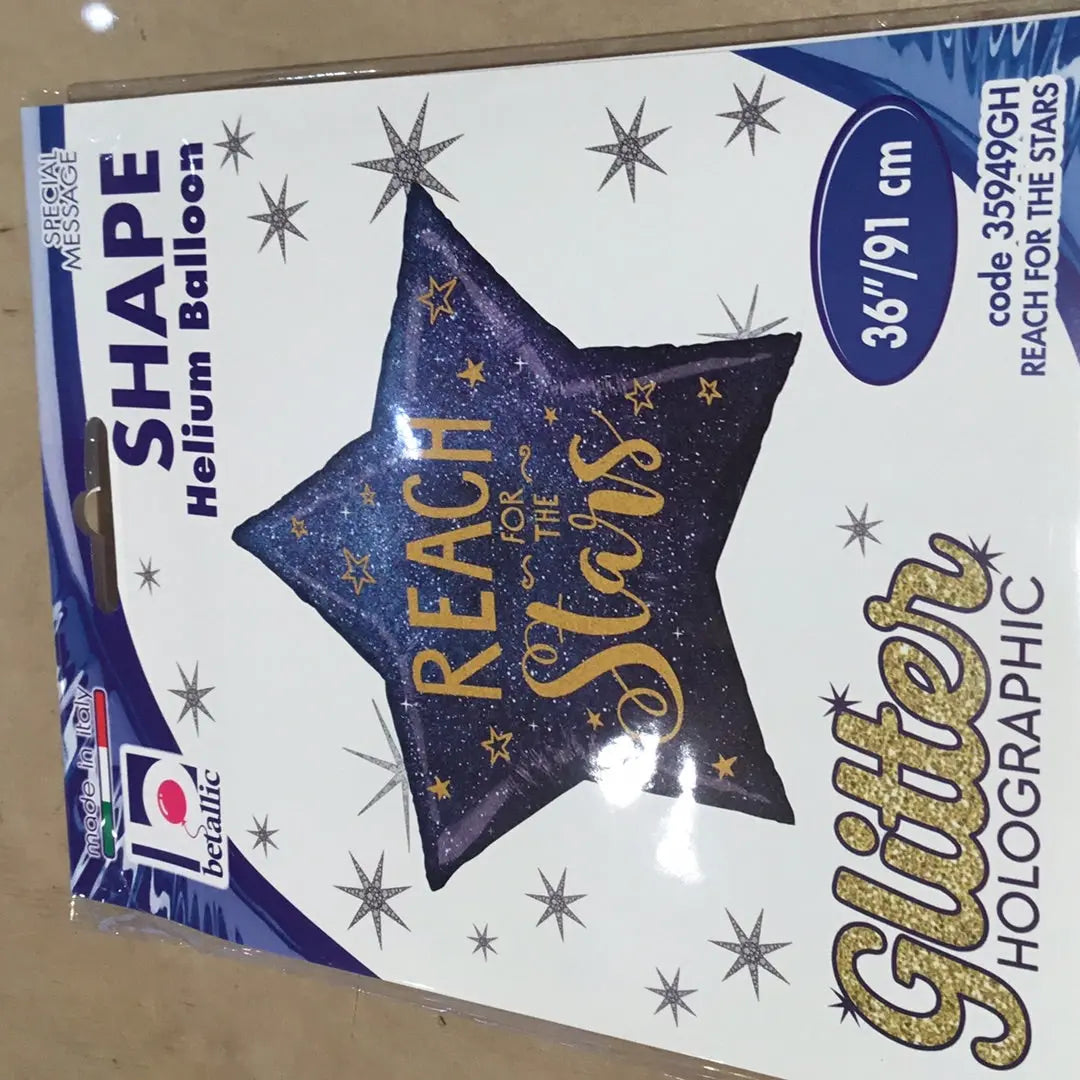 made in Italy
betallic
SPECIAL
MESSAGE
SHAPE
Helium Balloon
REACH
FOR
THE
Stars
36"/91 cm
Glitter
HOLOGRAPHIC
code 35949GH
REACH FOR THE STARS